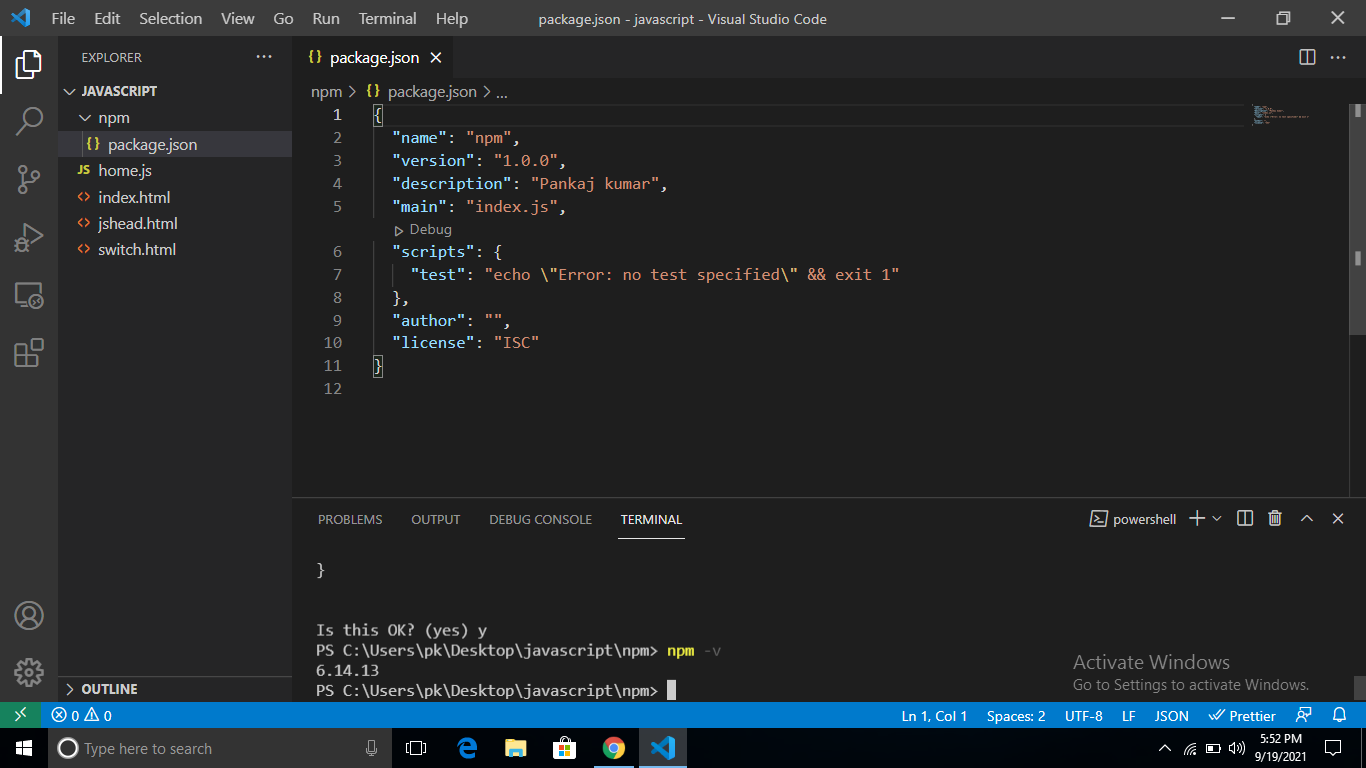 File Edit Selection View Go Run Terminal Help package.json - javascript - Visual Studio Code
EXPLORER
JAVASCRIPT
npm
package.json
home.js
index.html
jshead.html
switch.html
OUTLINE
package.json
npm > package.json > ...
1 {
2 "name": "npm",
3 "version": "1.0.0",
4 "description": "Pankaj kumar",
5 "main": "index.js",
Debug
6 "scripts": {
7 "test": "echo \"Error: no test specified\" && exit 1"
8 },
9 "author": "",
10 "license": "ISC"
11 }
12
PROBLEMS OUTPUT DEBUG CONSOLE TERMINAL powershell
}
Is this OK? (yes) y
PS C:\Users\pk\Desktop\javascript\npm> npm -v
6.14.13
PS C:\Users\pk\Desktop\javascript\npm>
Activate Windows
Go to Settings to activate Windows.
0 0 Ln 1, Col 1 Spaces: 2 UTF-8 LF JSON Prettier
Type here to search
5:52 PM
9/19/2021